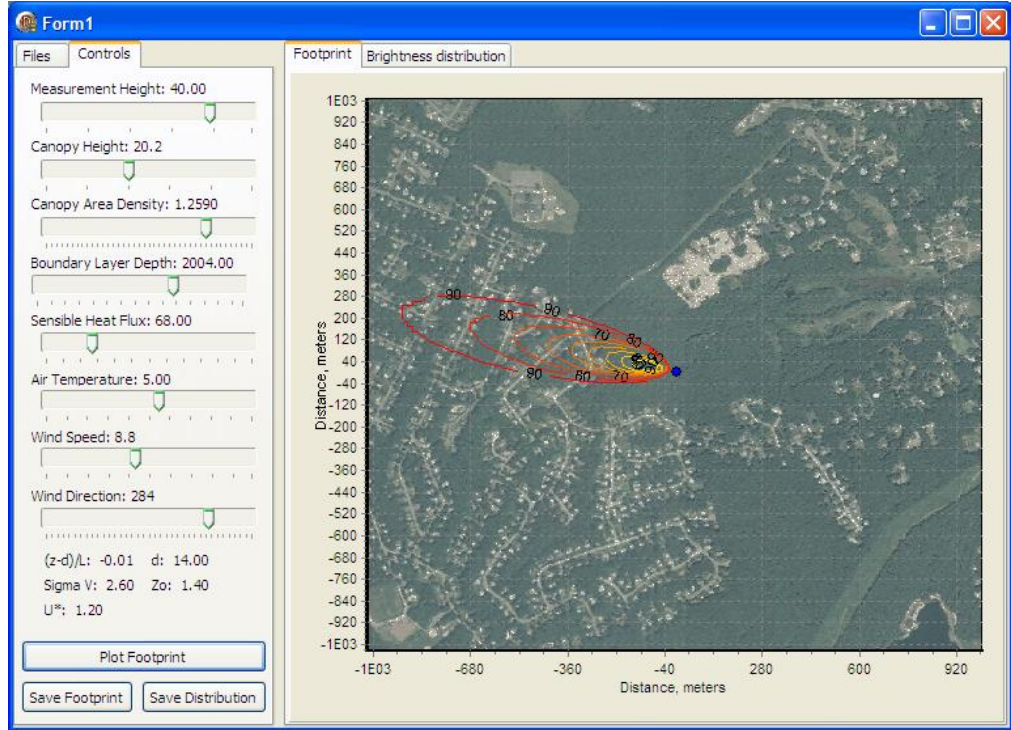 Form1
Files Controls
Measurement Height: 40.00
Canopy Height: 20.2
Canopy Area Density: 1.2590
Boundary Layer Depth: 2004.00
Sensible Heat Flux: 68.00
Air Temperature: 5.00
Wind Speed: 8.8
Wind Direction: 284
(z-d)/L: -0.01 d: 14.00
Sigma V: 2.60 Zo: 1.40
U*: 1.20
Plot Footprint
Save Footprint Save Distribution
Footprint Brightness distribution
1E03
920
840
760
680
600
520
440
360
280
200
120
40
-40
-120
-200
-280
-360
-440
-520
-600
-680
-760
-840
-920
-1E03
Distance, meters
90
80
90
70
80
90
80
70
-1E03 -680 -360 -40 280 600 920
Distance, meters